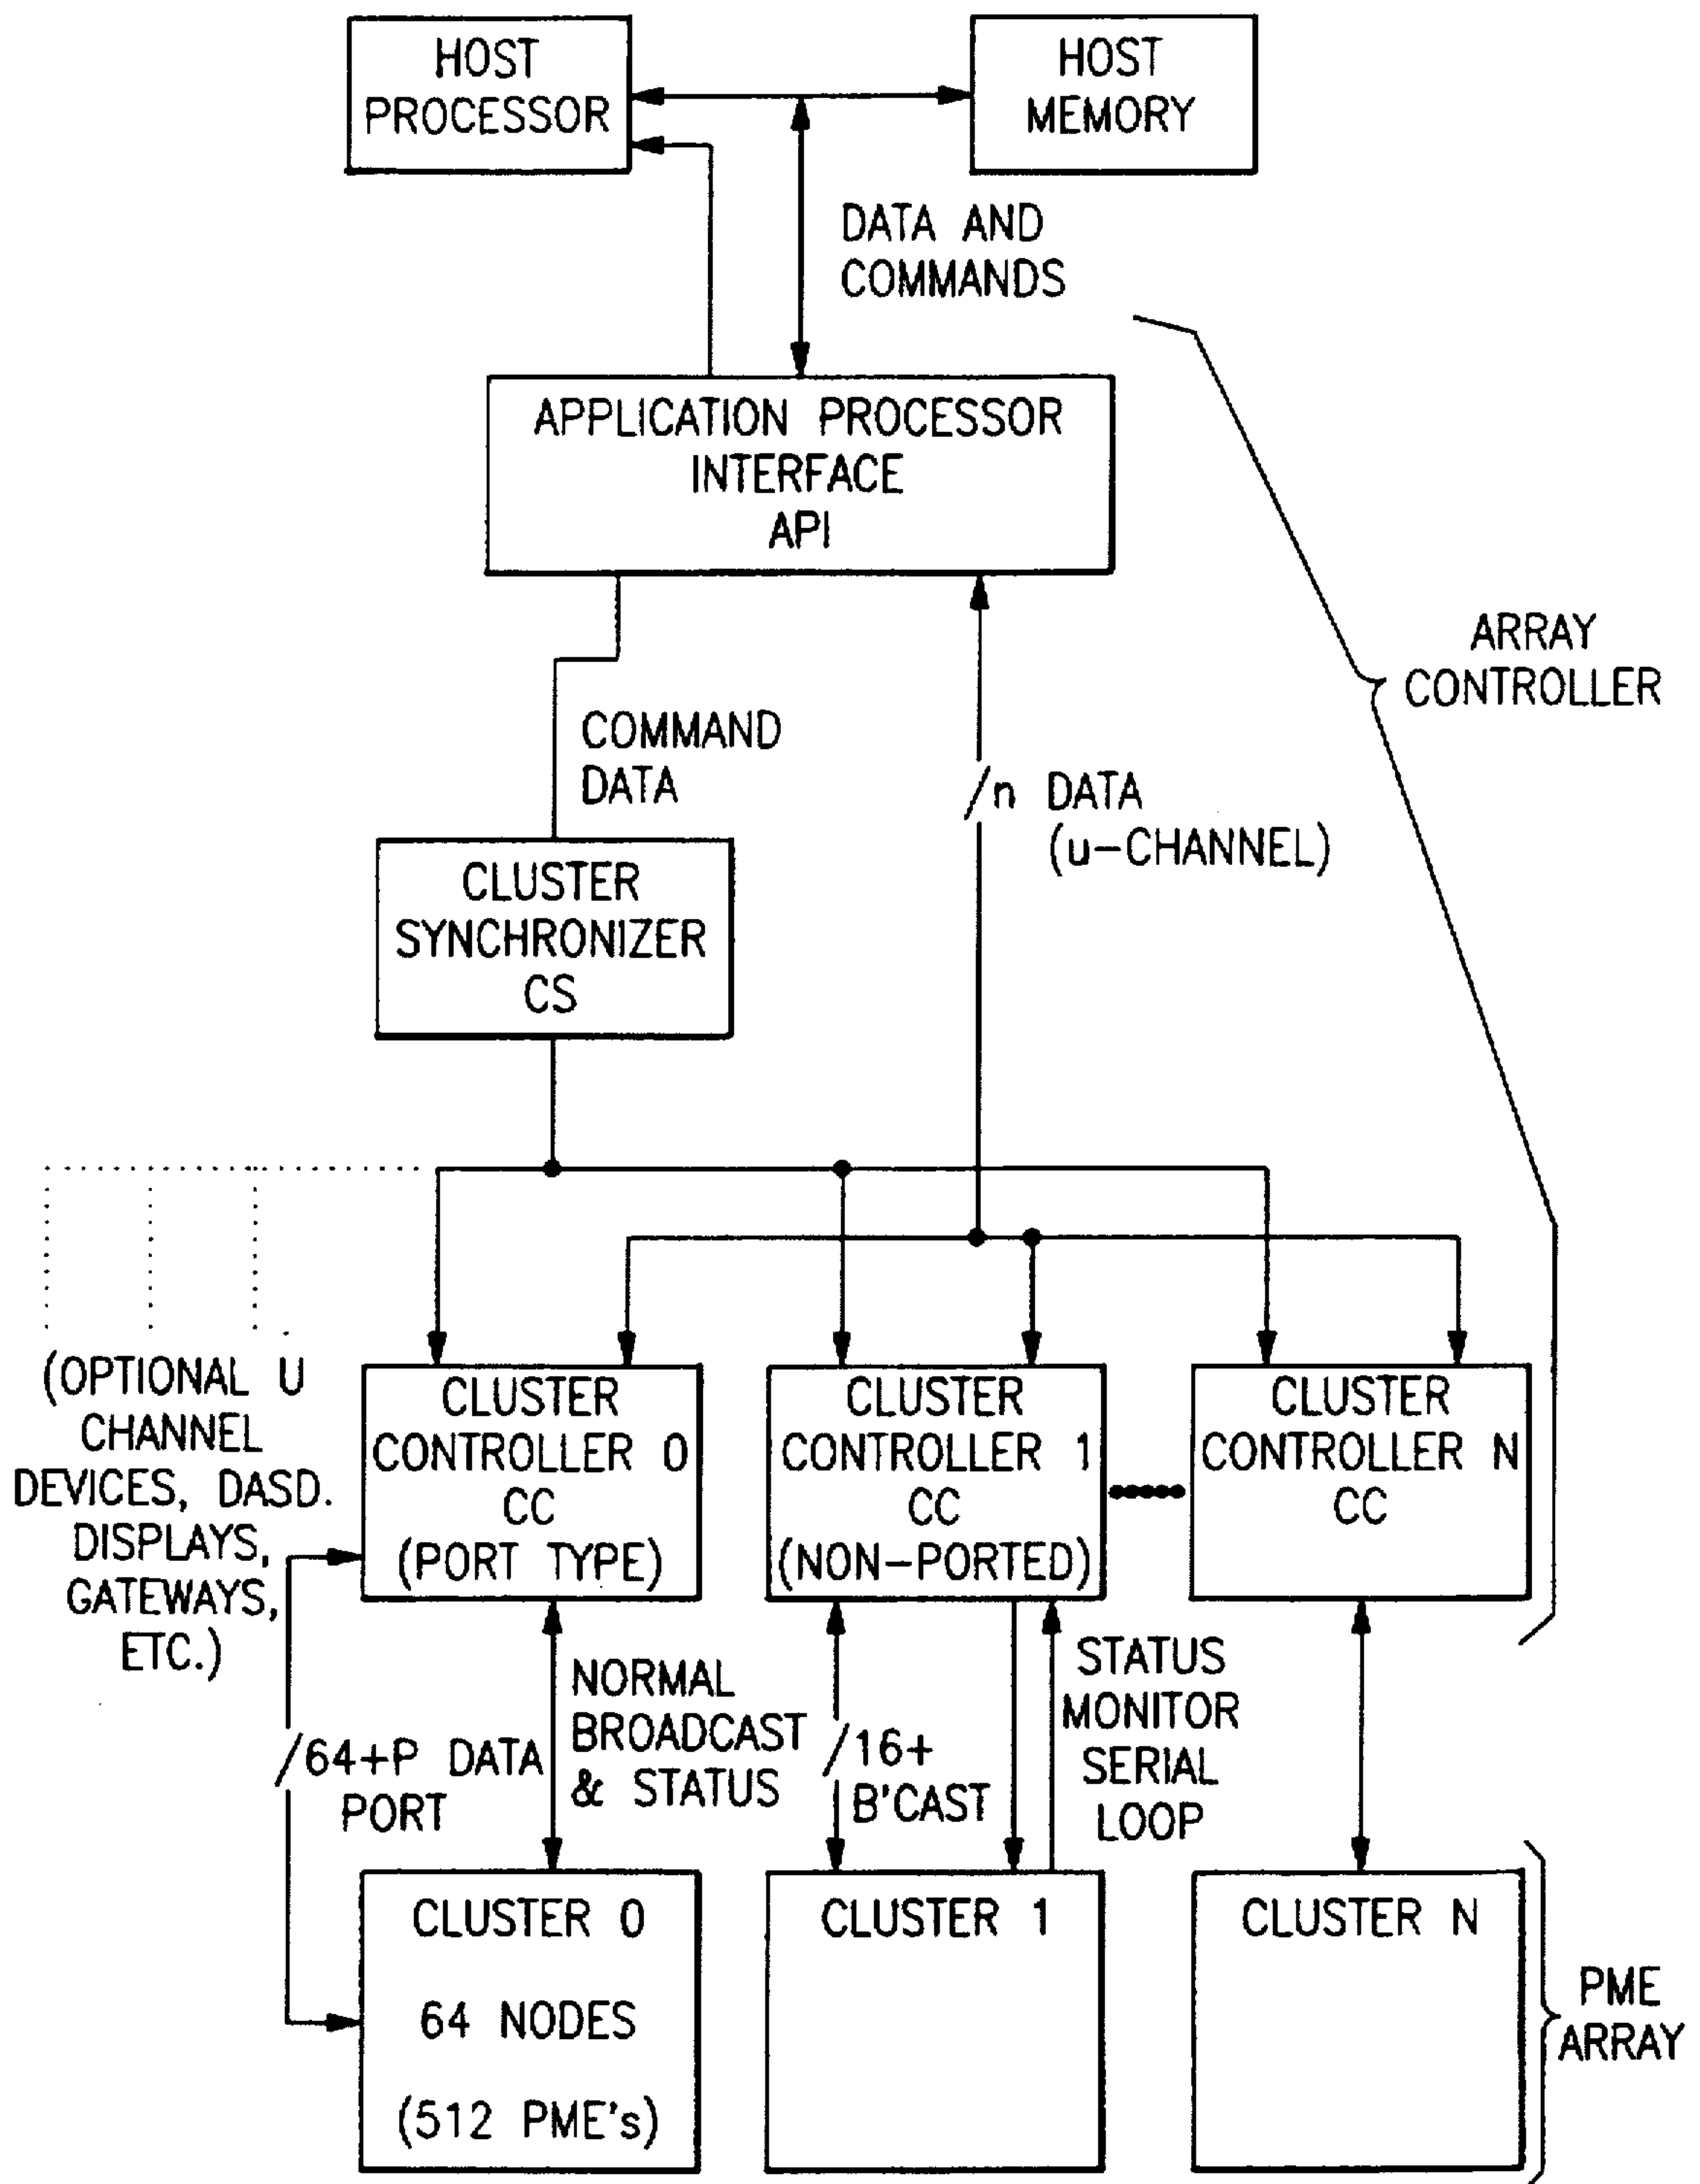 HOST
PROCESSOR
HOST
MEMORY
DATA AND
COMMANDS
APPLICATION PROCESSOR
INTERFACE
API
ARRAY
CONTROLLER
COMMAND
DATA
/n DATA
(u-CHANNEL)
CLUSTER
SYNCHRONIZER
CS
(OPTIONAL U
CHANNEL
DEVICES, DASD.
DISPLAYS,
GATEWAYS,
ETC.)
CLUSTER
CONTROLLER 0
CC
(PORT TYPE)
CLUSTER
CONTROLLER 1
CC
(NON-PORTED)
CLUSTER
CONTROLLER N
CC
/64+P DATA
PORT
NORMAL
BROADCAST
& STATUS
/16+
B'CAST
STATUS
MONITOR
SERIAL
LOOP
CLUSTER 0
64 NODES
(512 PME's)
CLUSTER 1
CLUSTER N
PME
ARRAY